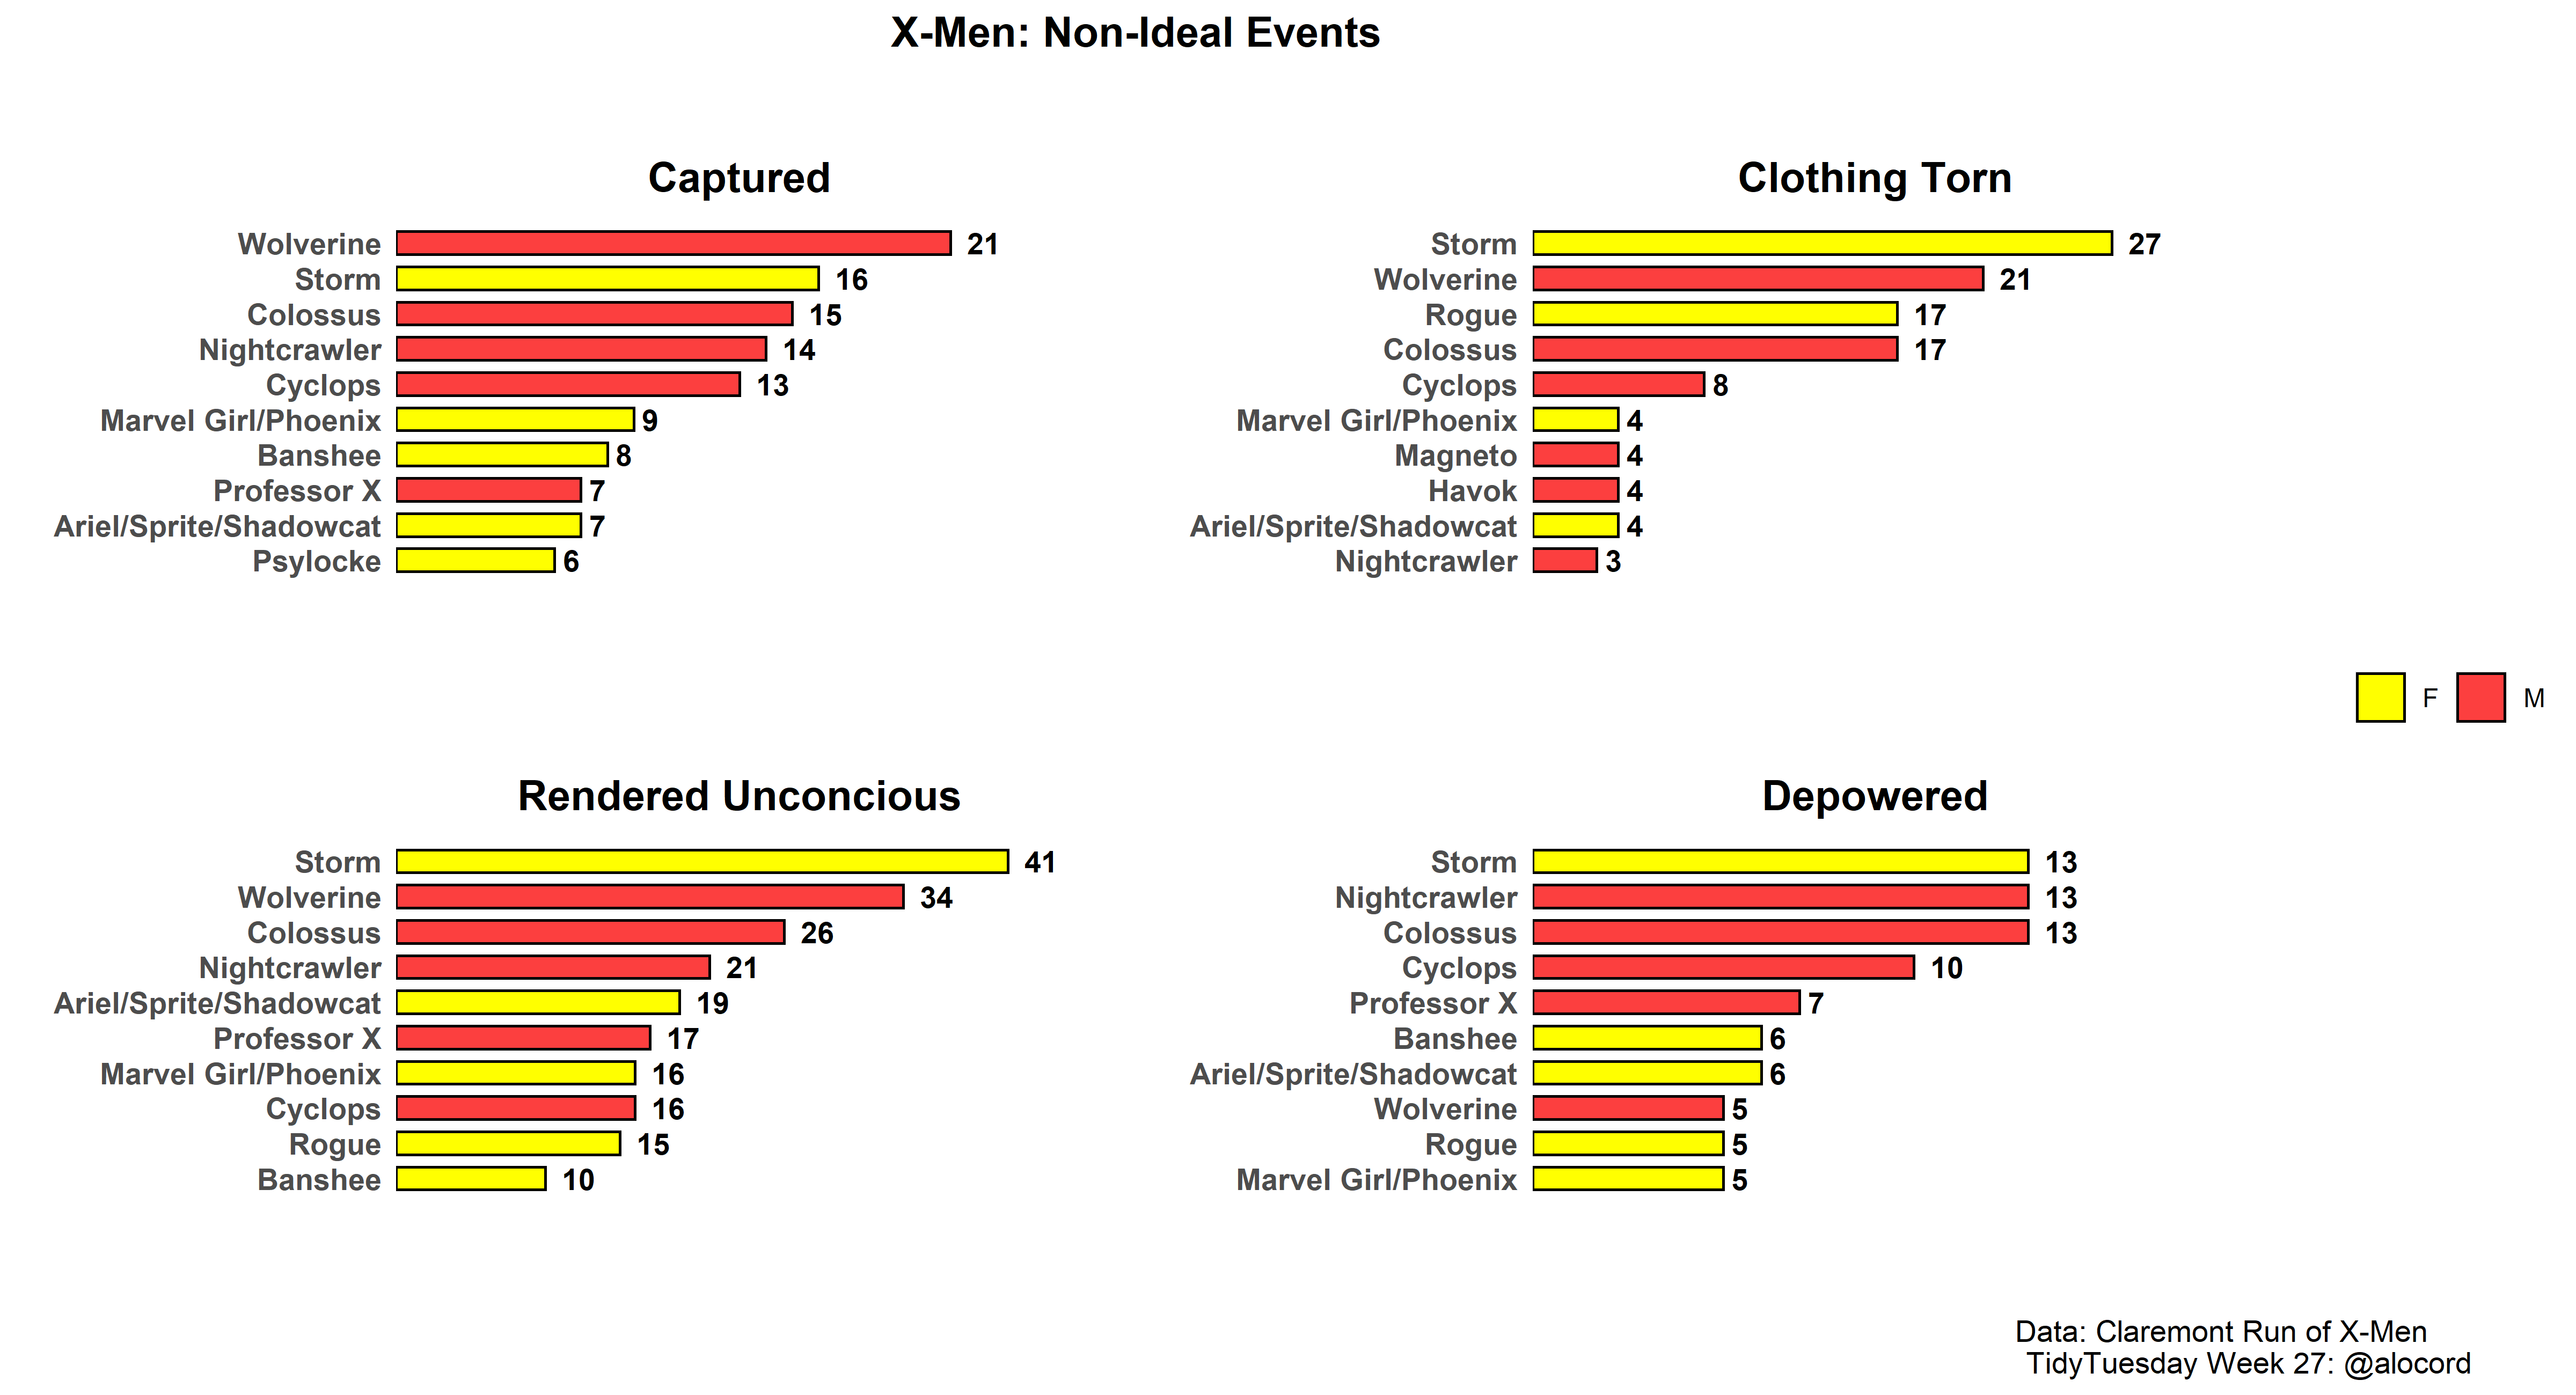 X-Men: Non-Ideal Events
Captured
Wolverine 21
Storm 16
Colossus 15
Nightcrawler 14
Cyclops 13
Marvel Girl/Phoenix 9
Banshee 8
Professor X 7
Ariel/Sprite/Shadowcat 7
Psylocke 6
Clothing Torn
Storm 27
Wolverine 21
Rogue 17
Colossus 17
Cyclops 8
Marvel Girl/Phoenix 4
Magneto 4
Havok 4
Ariel/Sprite/Shadowcat 4
Nightcrawler 3
F M
Rendered Unconcious
Storm 41
Wolverine 34
Colossus 26
Nightcrawler 21
Ariel/Sprite/Shadowcat 19
Professor X 17
Marvel Girl/Phoenix 16
Cyclops 16
Rogue 15
Banshee 10
Depowered
Storm 13
Nightcrawler 13
Colossus 13
Cyclops 10
Professor X 7
Banshee 6
Ariel/Sprite/Shadowcat 6
Wolverine 5
Rogue 5
Marvel Girl/Phoenix 5
Data: Claremont Run of X-Men
TidyTuesday Week 27: @alocord